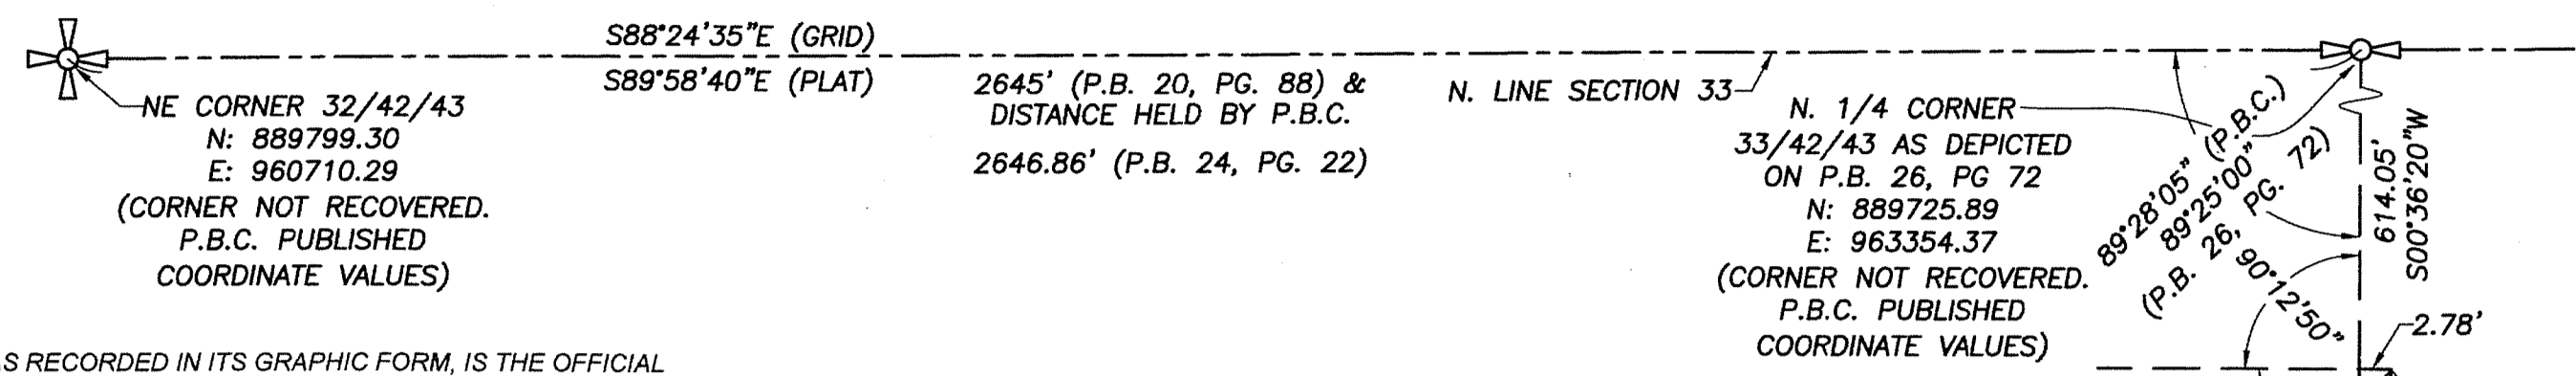 S88°24'35"E (GRID)
S89°58'40"E (PLAT)
NE CORNER 32/42/43
N: 889799.30
E: 960710.29
(CORNER NOT RECOVERED.
P.B.C. PUBLISHED
COORDINATE VALUES)
2645' (P.B. 20, PG. 88) &
DISTANCE HELD BY P.B.C.
2646.86' (P.B. 24, PG. 22)
N. LINE SECTION 33
N. 1/4 CORNER
33/42/43 AS DEPICTED
ON P.B. 26, PG 72
N: 889725.89
E: 963354.37
(CORNER NOT RECOVERED.
P.B.C. PUBLISHED
COORDINATE VALUES)
89°28'05" (P.B.C.)
89°25'00"
(P.B. 26, PG. 72)
90°12'50"
614.05'
S00°36'20"W
2.78'
S RECORDED IN ITS GRAPHIC FORM, IS THE OFFICIAL